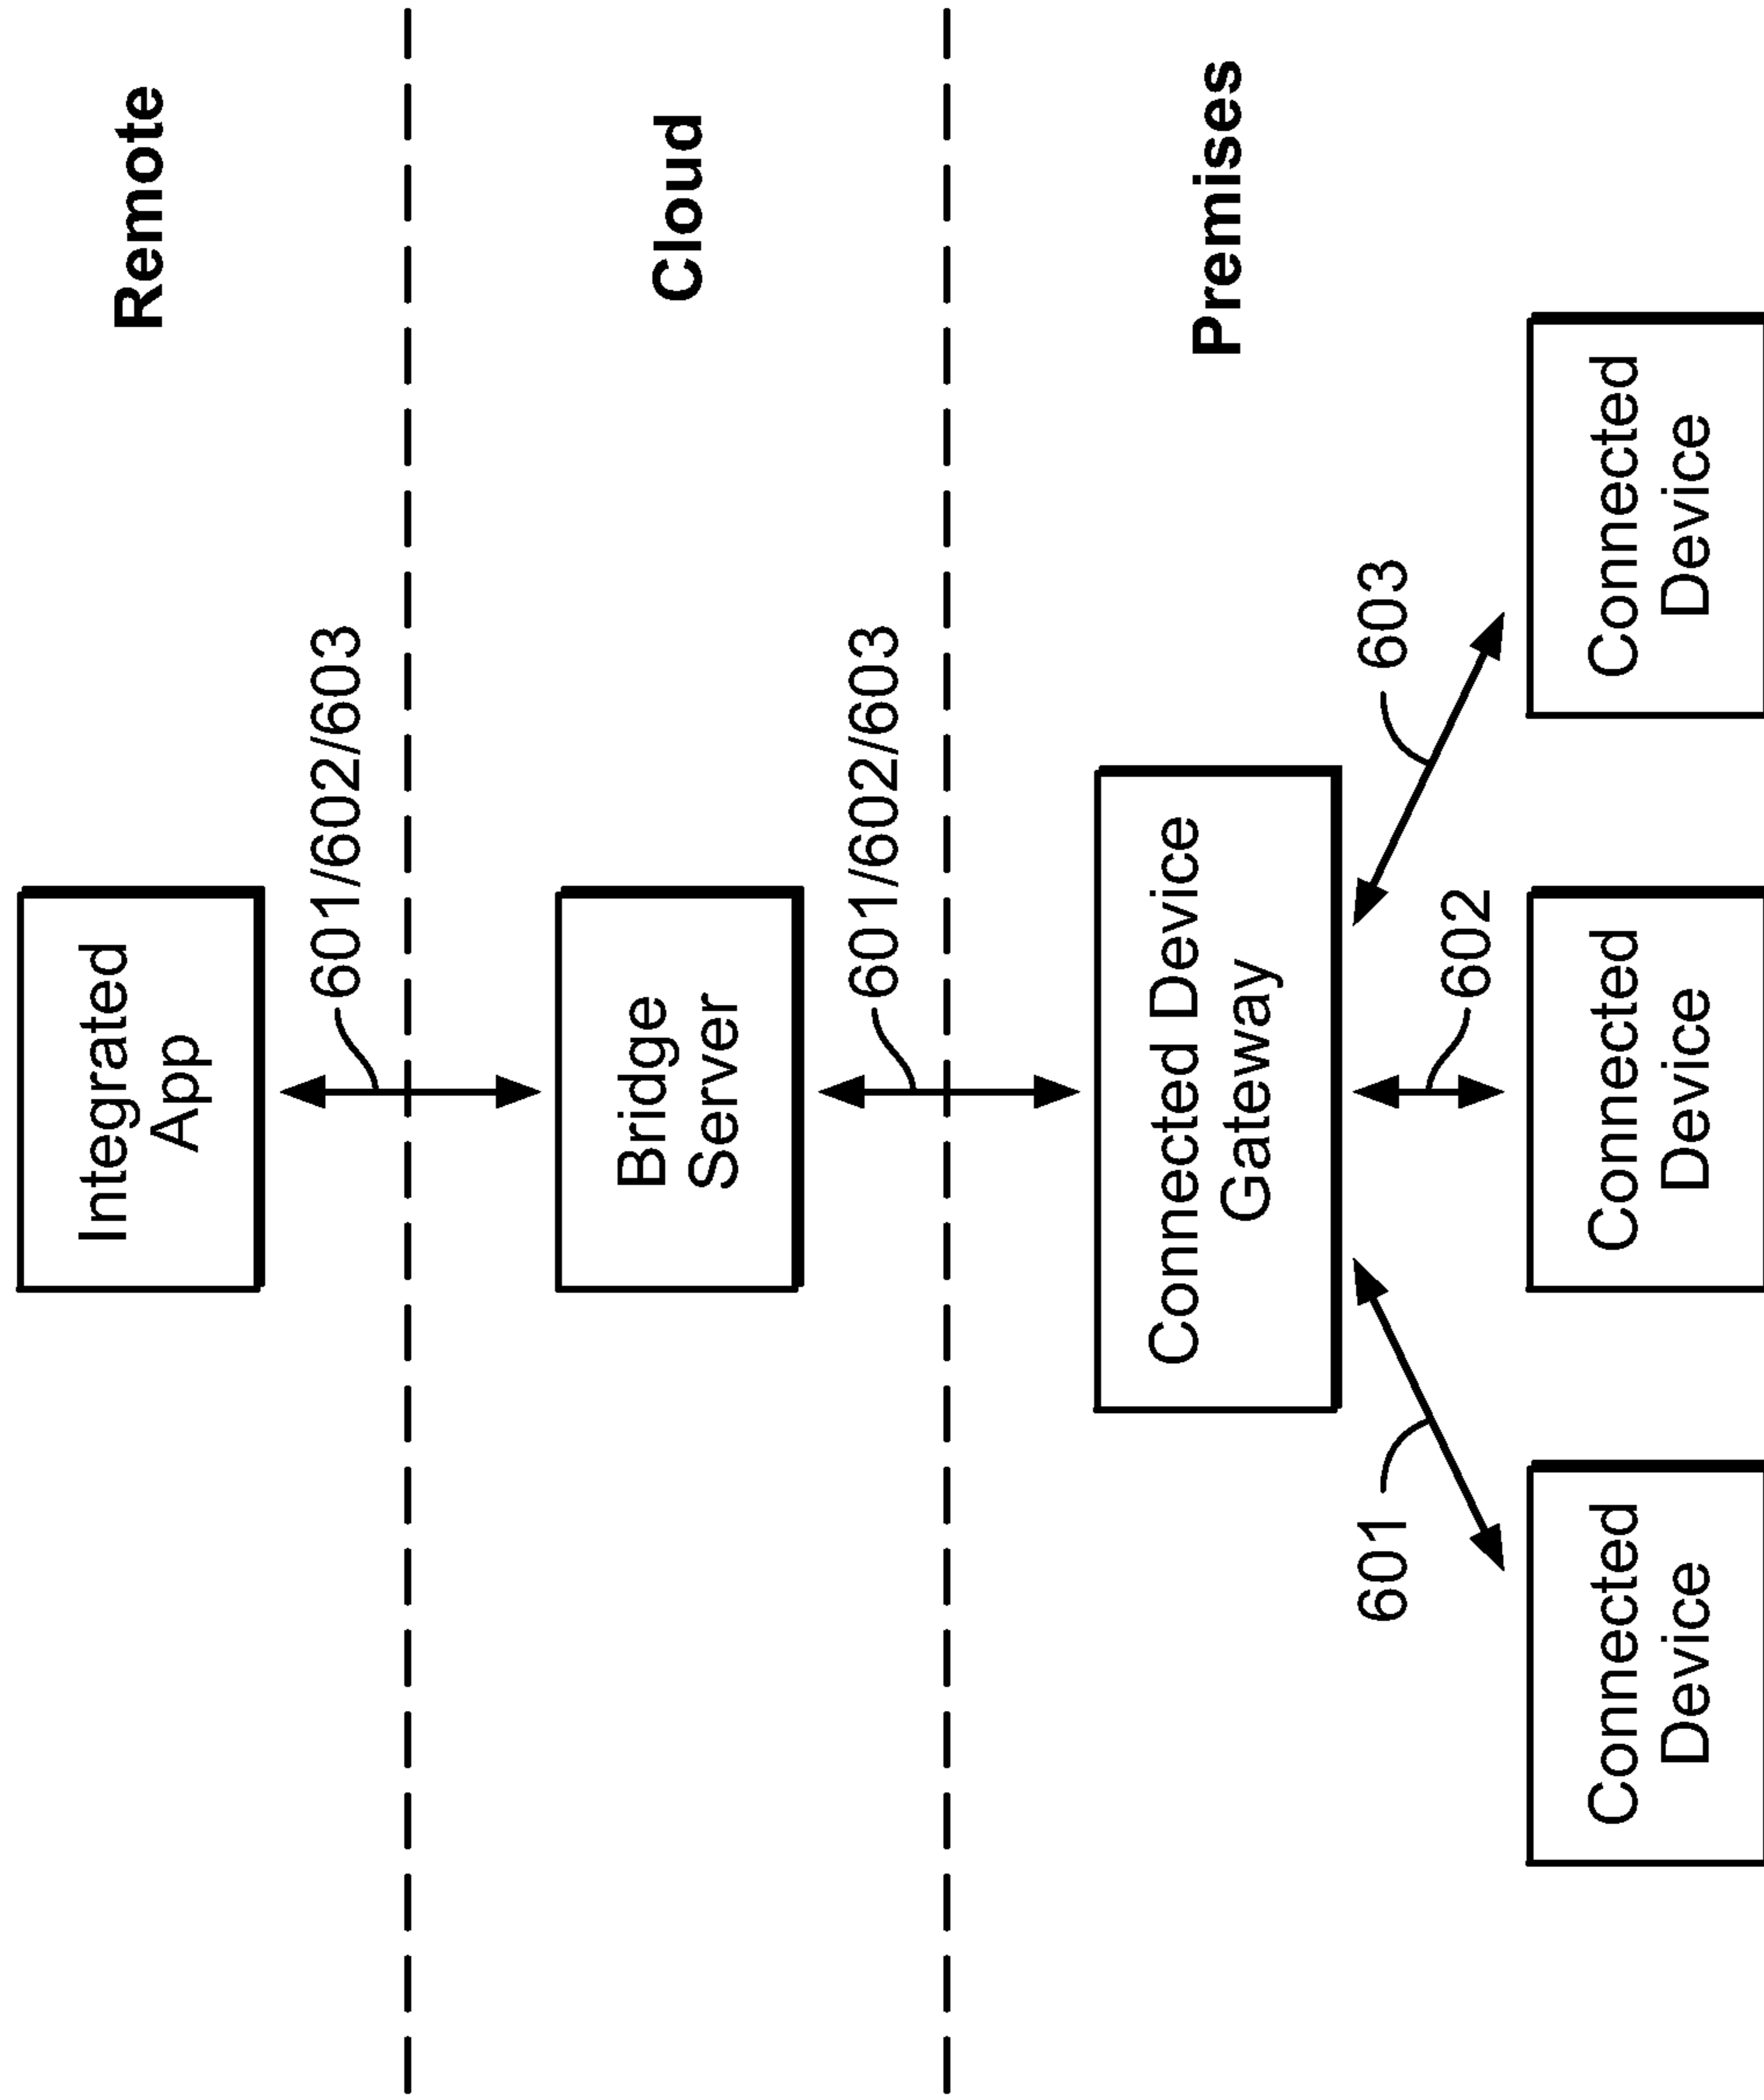 Integrated
App
Remote
601/602/603
Bridge
Server
Cloud
601/602/603
Connected Device
Gateway
Premises
601
602
603
Connected
Device
Connected
Device
Connected
Device